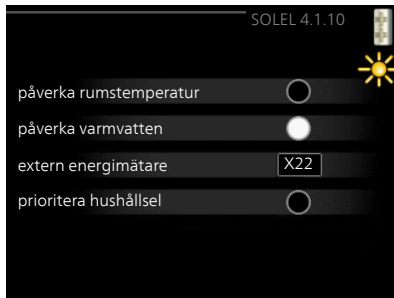 SOLEL 4.1.10
påverka rumstemperatur
påverka varmvatten
extern energimätare X22
prioritera hushållsel